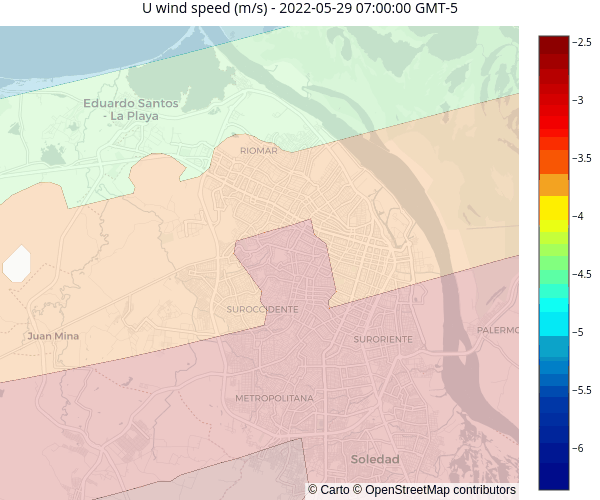 U wind speed (m/s) - 2022-05-29 07:00:00 GMT-5
−2.5
−3
−3.5
−4
−4.5
−5
−5.5
−6
Eduardo Santos
- La Playa
RIOMAR
SUROCCIDENTE
Juan Mina
SURORIENTE
PALERMO
METROPOLITANA
Soledad
© Carto © OpenStreetMap contributors